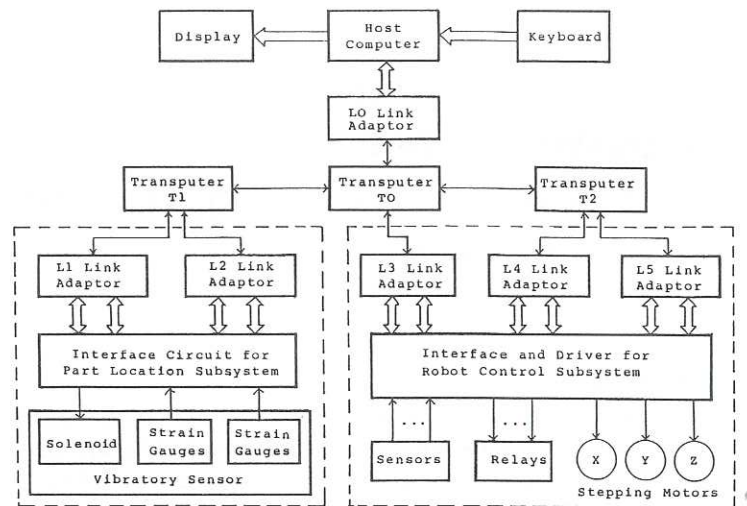 Display
Host
Computer
Keyboard
LO Link
Adaptor
Transputer
T1
Transputer
TO
Transputer
T2
L1 Link
Adaptor
L2 Link
Adaptor
L3 Link
Adaptor
L4 Link
Adaptor
L5 Link
Adaptor
Interface Circuit for
Part Location Subsystem
Interface and Driver for
Robot Control Subsystem
Solenoid
Strain
Gauges
Strain
Gauges
Vibratory Sensor
...
Sensors
...
Relays
X
Y
Z
Stepping Motors